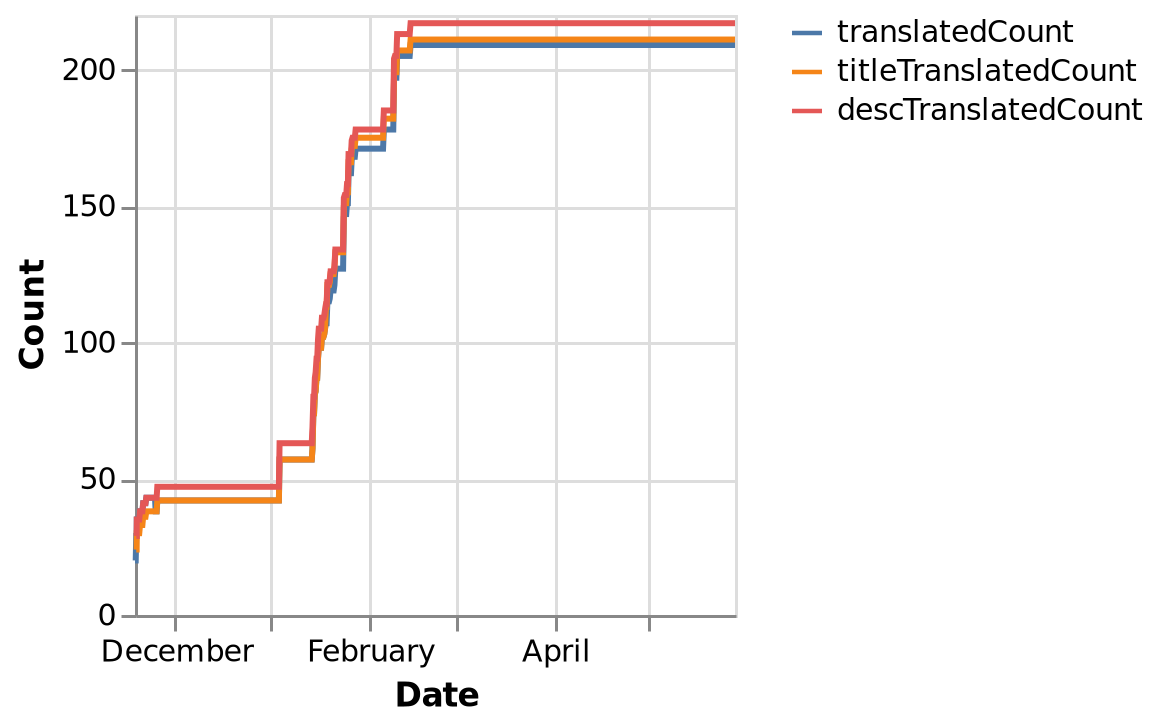 translatedCount
titleTranslatedCount
descTranslatedCount
200
150
100
50
0
Count
December February April
Date